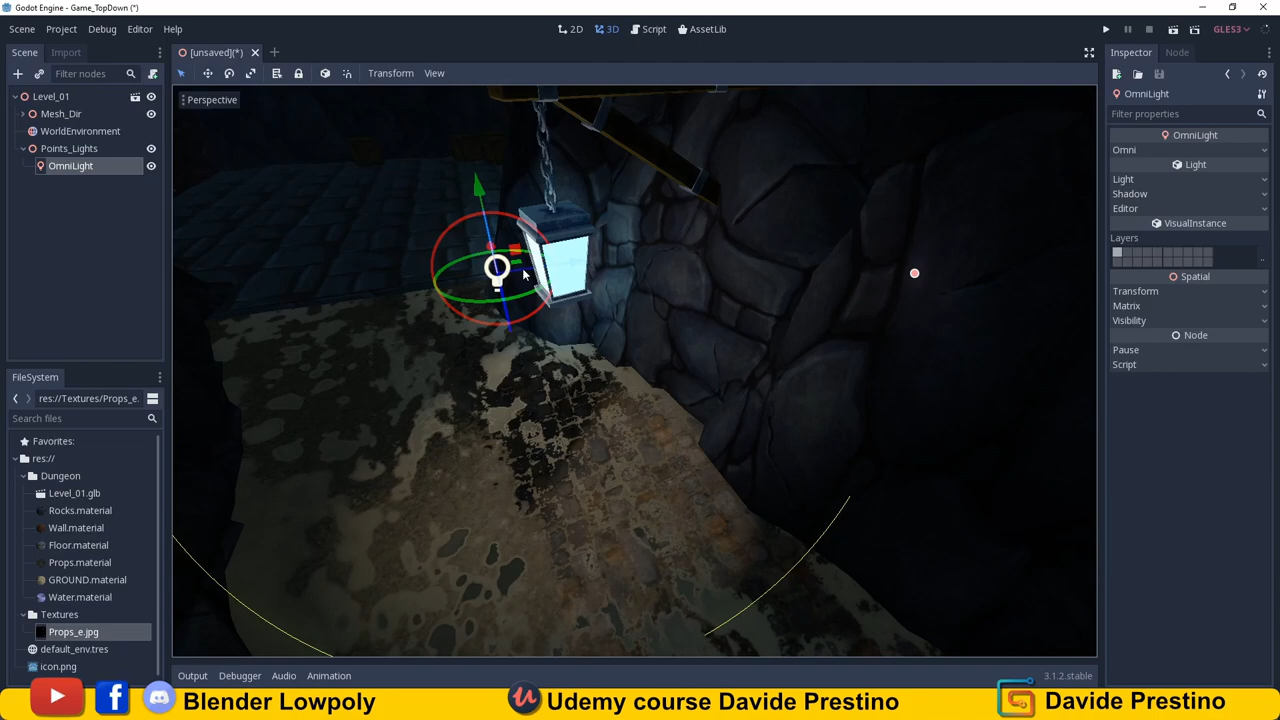 Godot Engine - Game_TopDown (*)
Scene Project Debug Editor Help
2D 3D Script AssetLib
GLES3
Scene Import
[unsaved](*)
Inspector Node
Filter nodes
Transform View
Level_01
Mesh_Dir
WorldEnvironment
Points_Lights
OmniLight
Perspective
OmniLight
Filter properties
OmniLight
Omni
Light
Light
Shadow
Editor
VisualInstance
Layers
Spatial
Transform
Matrix
Visibility
Node
Pause
Script
FileSystem
res://Textures/Props_e.
Search files
Favorites:
res://
Dungeon
Level_01.glb
Rocks.material
Wall.material
Floor.material
Props.material
GROUND.material
Water.material
Textures
Props_e.jpg
default_env.tres
icon.png
Output Debugger Audio Animation
3.1.2.stable
Blender Lowpoly
Udemy course Davide Prestino
Davide Prestino